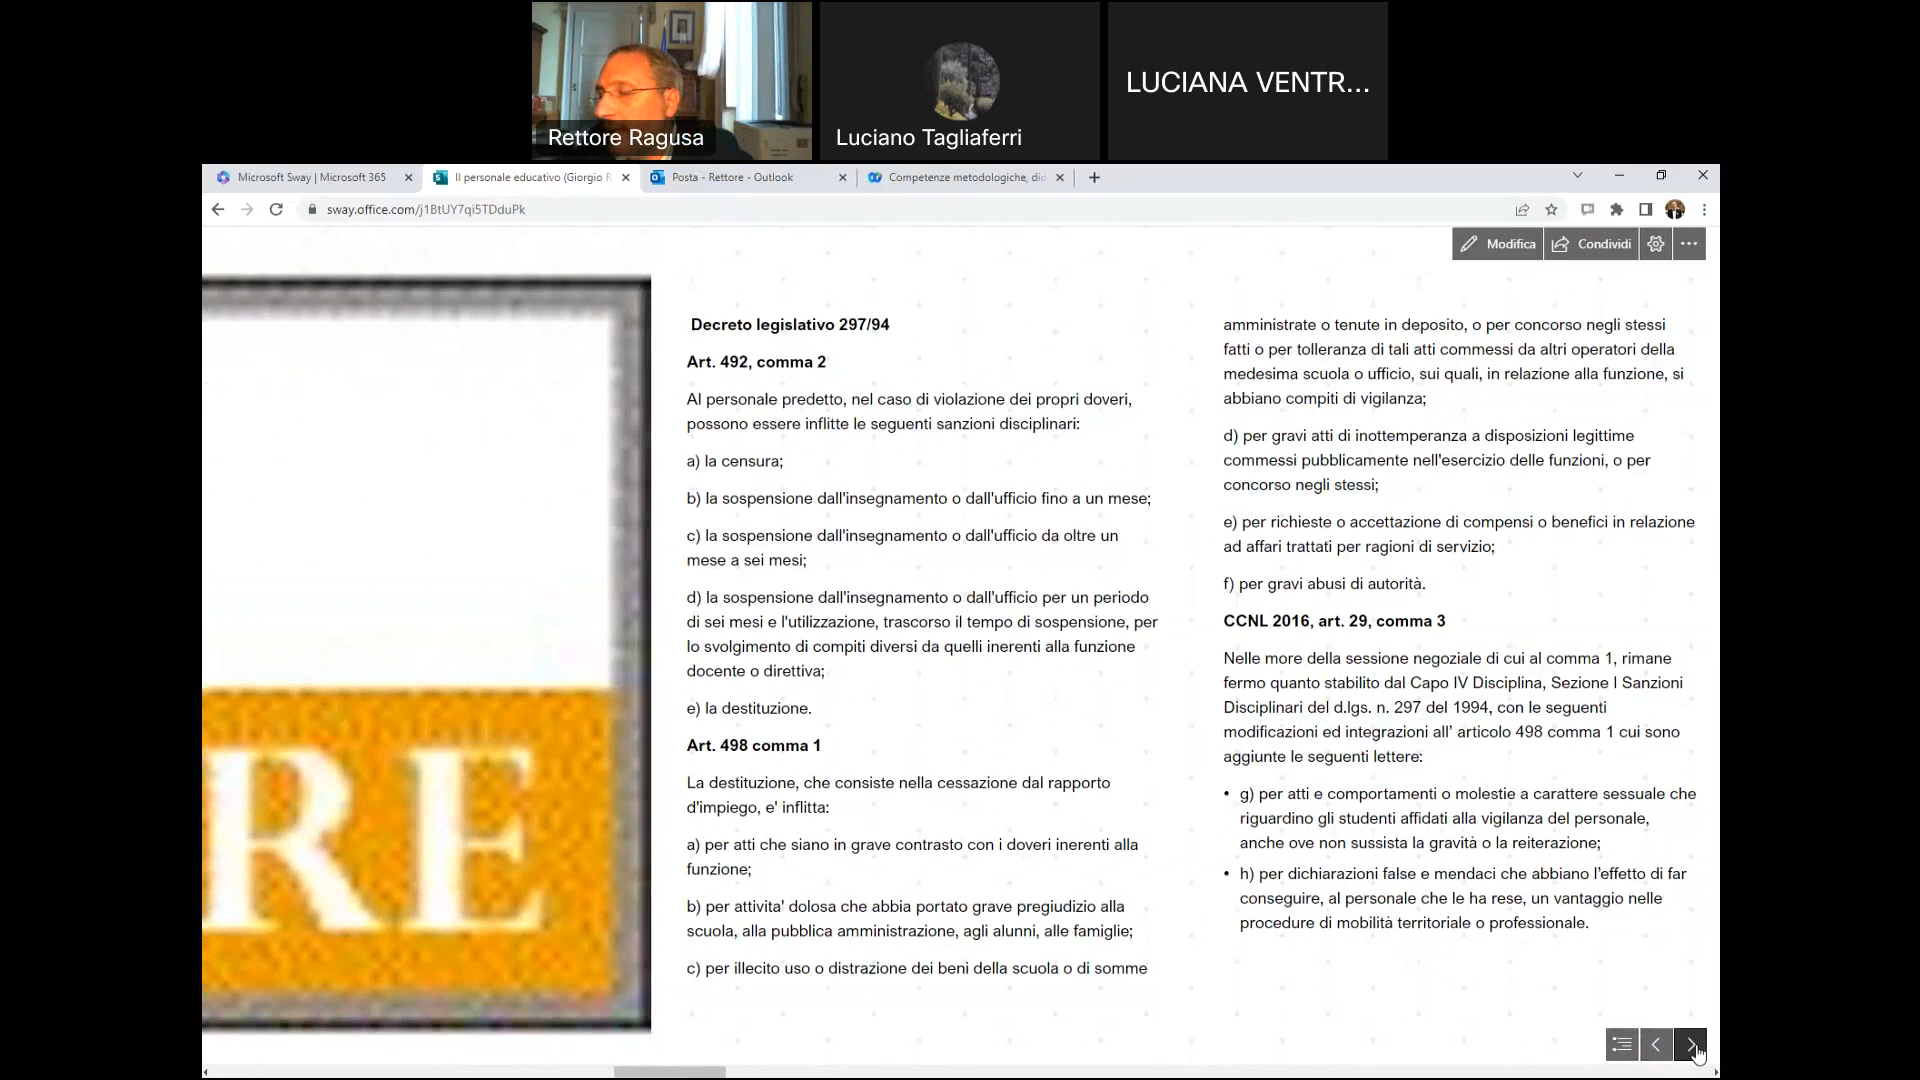 Rettore Ragusa
Luciano Tagliaferri
LUCIANA VENTR...
Microsoft Sway | Microsoft 365
Il personale educativo (Giorgio R
Posta - Rettore - Outlook
Competenze metodologiche, did
sway.office.com/j1BtUY7qi5TDduPk
Modifica
Condividi
RE
Decreto legislativo 297/94
Art. 492, comma 2
Al personale predetto, nel caso di violazione dei propri doveri,
possono essere inflitte le seguenti sanzioni disciplinari:
a) la censura;
b) la sospensione dall'insegnamento o dall'ufficio fino a un mese;
c) la sospensione dall'insegnamento o dall'ufficio da oltre un
mese a sei mesi;
d) la sospensione dall'insegnamento o dall'ufficio per un periodo
di sei mesi e l'utilizzazione, trascorso il tempo di sospensione, per
lo svolgimento di compiti diversi da quelli inerenti alla funzione
docente o direttiva;
e) la destituzione.
Art. 498 comma 1
La destituzione, che consiste nella cessazione dal rapporto
d'impiego, e' inflitta:
a) per atti che siano in grave contrasto con i doveri inerenti alla
funzione;
b) per attivita' dolosa che abbia portato grave pregiudizio alla
scuola, alla pubblica amministrazione, agli alunni, alle famiglie;
c) per illecito uso o distrazione dei beni della scuola o di somme
amministrate o tenute in deposito, o per concorso negli stessi
fatti o per tolleranza di tali atti commessi da altri operatori della
medesima scuola o ufficio, sui quali, in relazione alla funzione, si
abbiano compiti di vigilanza;
d) per gravi atti di inottemperanza a disposizioni legittime
commessi pubblicamente nell'esercizio delle funzioni, o per
concorso negli stessi;
e) per richieste o accettazione di compensi o benefici in relazione
ad affari trattati per ragioni di servizio;
f) per gravi abusi di autorità.
CCNL 2016, art. 29, comma 3
Nelle more della sessione negoziale di cui al comma 1, rimane
fermo quanto stabilito dal Capo IV Disciplina, Sezione I Sanzioni
Disciplinari del d.lgs. n. 297 del 1994, con le seguenti
modificazioni ed integrazioni all’ articolo 498 comma 1 cui sono
aggiunte le seguenti lettere:
• g) per atti e comportamenti o molestie a carattere sessuale che
riguardino gli studenti affidati alla vigilanza del personale,
anche ove non sussista la gravità o la reiterazione;
• h) per dichiarazioni false e mendaci che abbiano l’effetto di far
conseguire, al personale che le ha rese, un vantaggio nelle
procedure di mobilità territoriale o professionale.